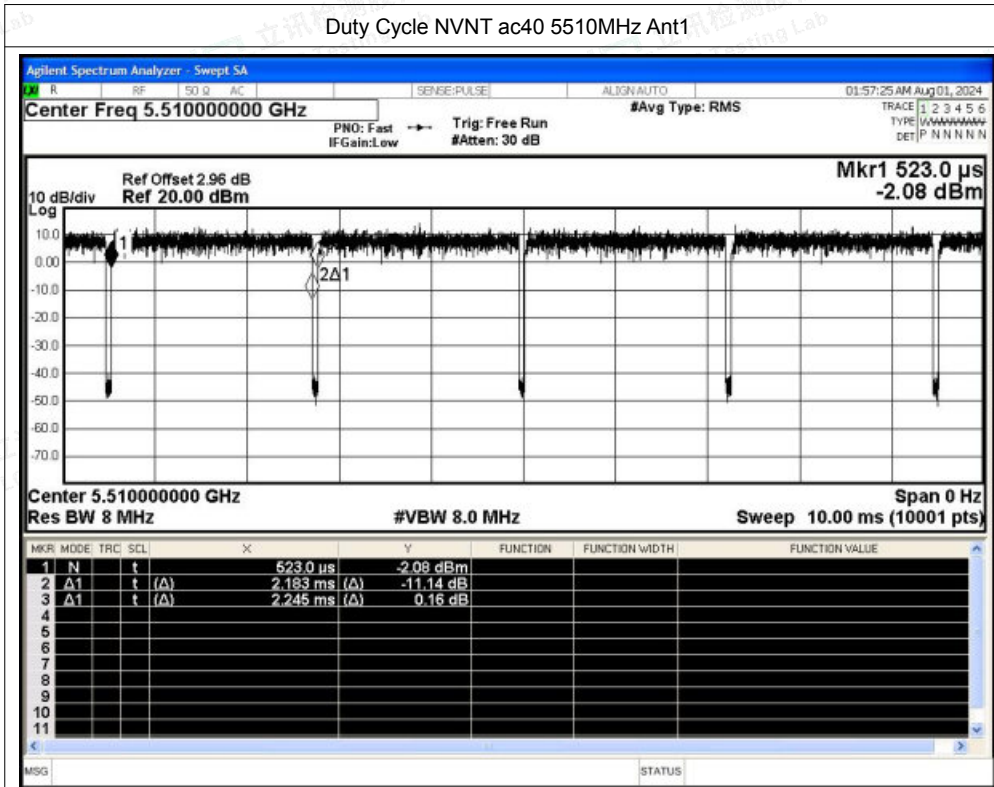 Duty Cycle NVNT ac40 5510MHz Ant1
Agilent Spectrum Analyzer - Swept SA
R RF 50 Ω AC SENSE:PULSE ALIGNAUTO 01:57:25 AM Aug 01, 2024
Center Freq 5.510000000 GHz #Avg Type: RMS TRACE 1 2 3 4 5 6
PNO: Fast Trig: Free Run TYPE
IFGain:Low #Atten: 30 dB DET P N N N N N
Mkr1 523.0 µs
Ref Offset 2.96 dB
10 dB/div Ref 20.00 dBm -2.08 dBm
Log
10.0
1
0.00
2Δ1
-10.0
-20.0
-30.0
-40.0
-50.0
-60.0
-70.0
Center 5.510000000 GHz Span 0 Hz
Res BW 8 MHz #VBW 8.0 MHz Sweep 10.00 ms (10001 pts)
MKR MODE TRC SCL X Y FUNCTION FUNCTION WIDTH FUNCTION VALUE
1 N t 523.0 µs -2.08 dBm
2 Δ1 t (Δ) 2.183 ms (Δ) -11.14 dB
3 Δ1 t (Δ) 2.245 ms (Δ) 0.16 dB
4
5
6
7
8
9
10
11
MSG STATUS